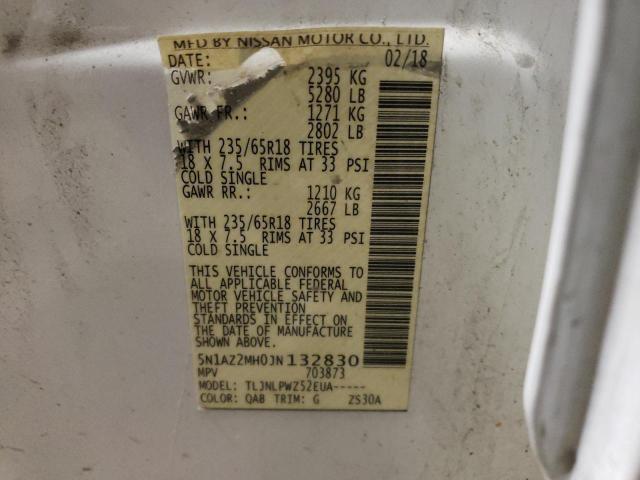 MFD BY NISSAN MOTOR CO., LTD.
DATE: 02/18
GVWR: 2395 KG
5280 LB
GAWR FR.: 1271 KG
2802 LB
WITH 235/65R18 TIRES
18 X 7.5 RIMS AT 33 PSI
COLD SINGLE
GAWR RR.: 1210 KG
2667 LB
WITH 235/65R18 TIRES
18 X 7.5 RIMS AT 33 PSI
COLD SINGLE
THIS VEHICLE CONFORMS TO
ALL APPLICABLE FEDERAL
MOTOR VEHICLE SAFETY AND
THEFT PREVENTION
STANDARDS IN EFFECT ON
THE DATE OF MANUFACTURE
SHOWN ABOVE.
5N1AZ2MH0JN132830
MPV 703873
MODEL: TLJNLPWZ52EUA-----
COLOR: QAB TRIM: G ZS30A